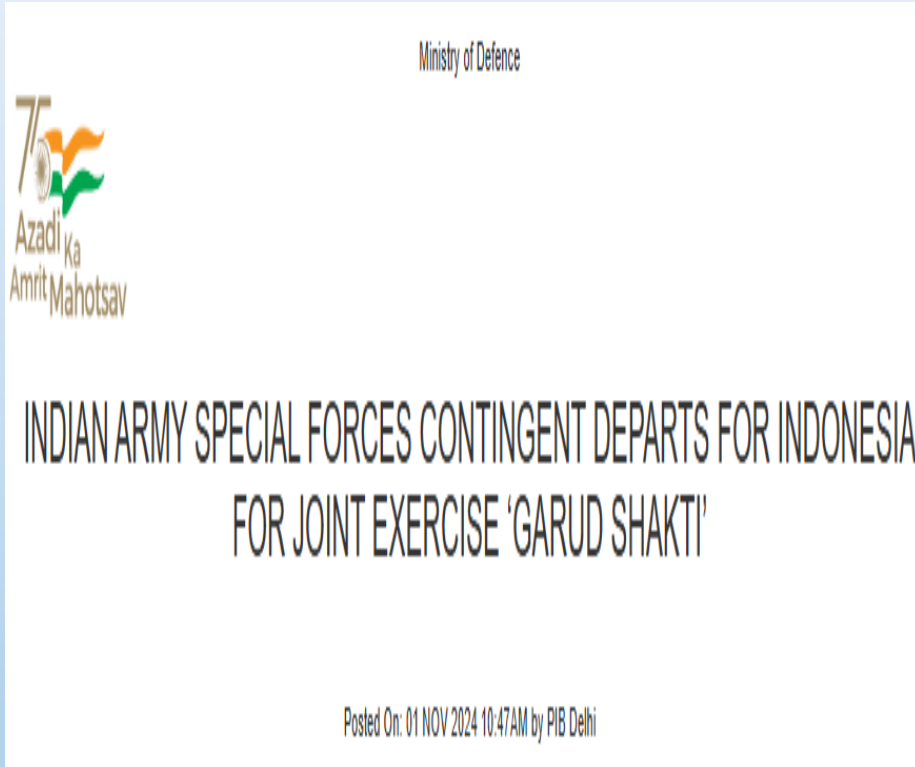 Ministry of Defence
75
Azadi Ka
Amrit Mahotsav
INDIAN ARMY SPECIAL FORCES CONTINGENT DEPARTS FOR INDONESIA
FOR JOINT EXERCISE ‘GARUD SHAKTI’
Posted On: 01 NOV 2024 10:47AM by PIB Delhi